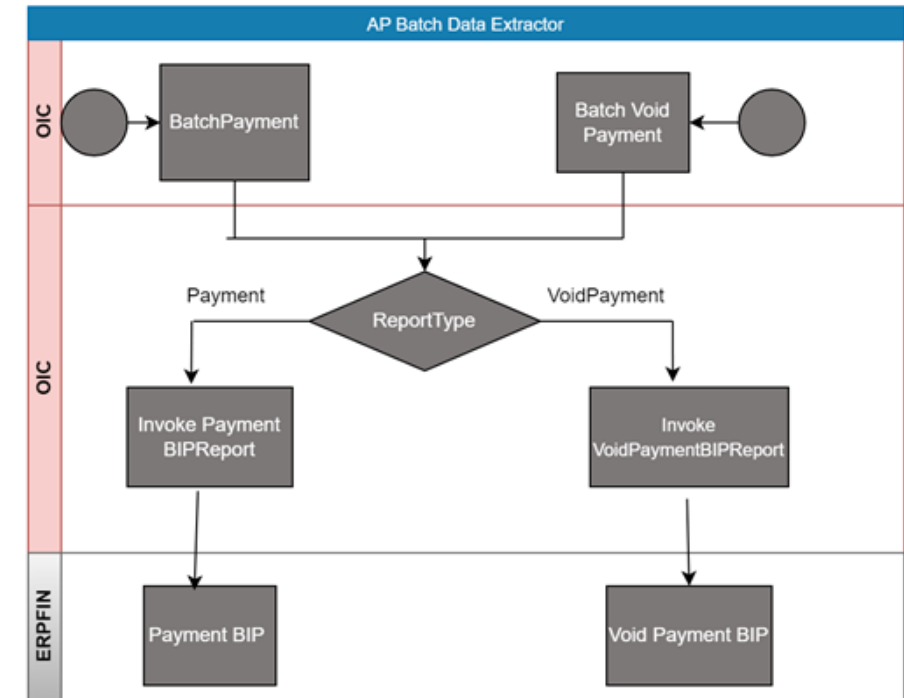 AP Batch Data Extractor
OIC
BatchPayment
Batch Void
Payment
OIC
ReportType
Payment
VoidPayment
Invoke Payment
BIPReport
Invoke
VoidPaymentBIPReport
ERPFIN
Payment BIP
Void Payment BIP